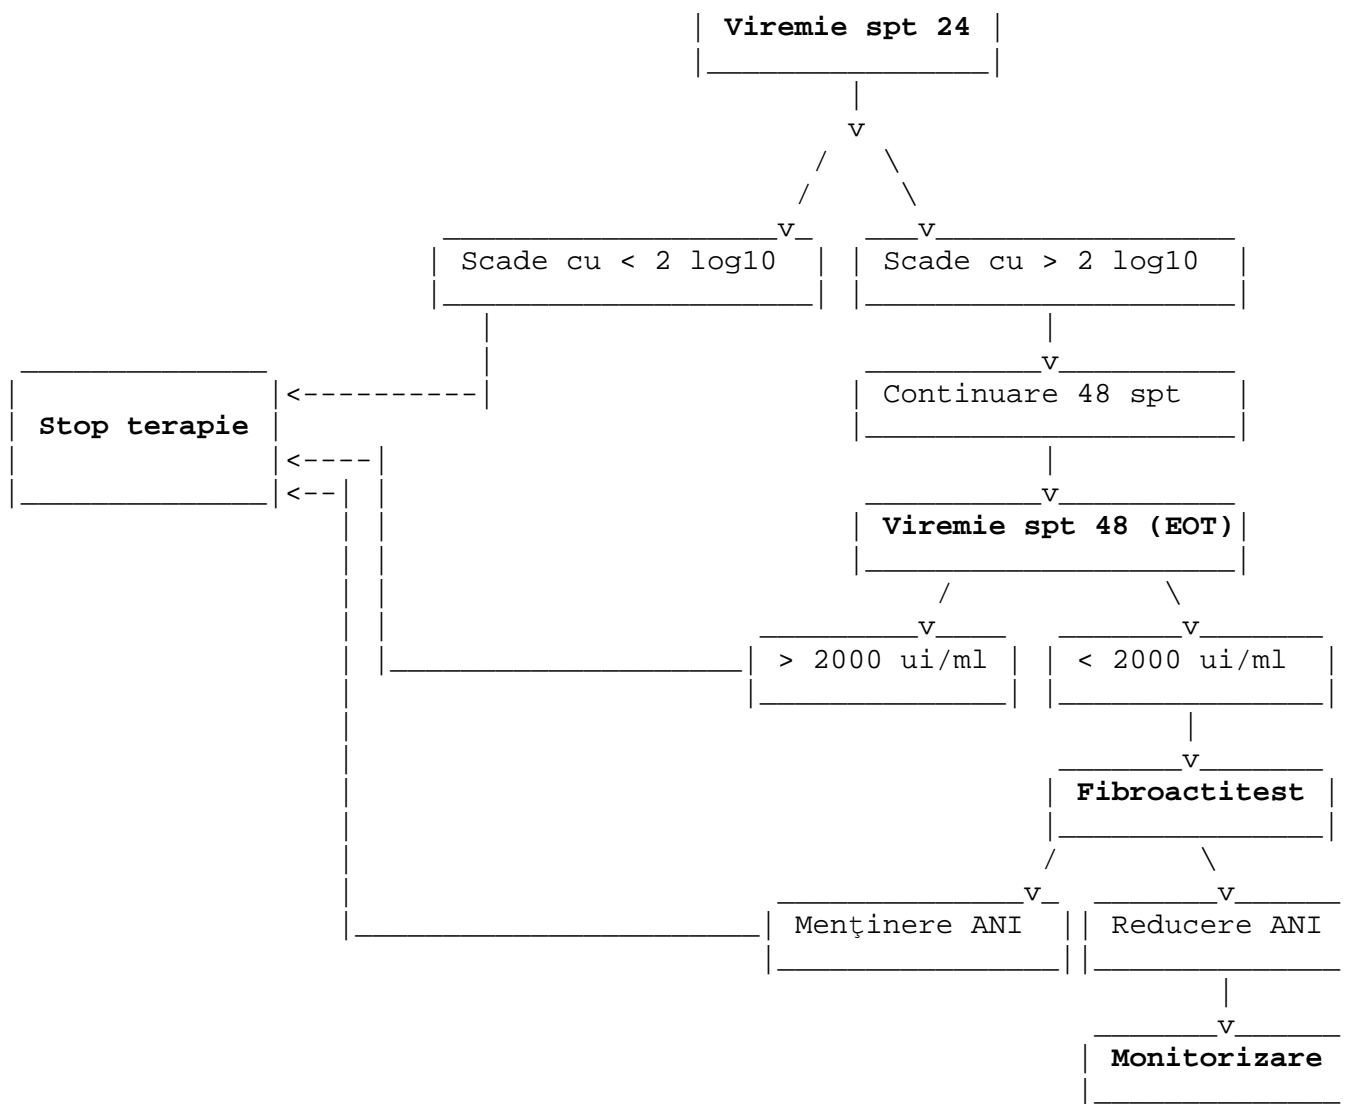 Viremie spt 24
Scade cu < 2 log10
Scade cu > 2 log10
Continuare 48 spt
Stop terapie
Viremie spt 48 (EOT)
> 2000 ui/ml
< 2000 ui/ml
Fibroactitest
Menţinere ANI
Reducere ANI
Monitorizare